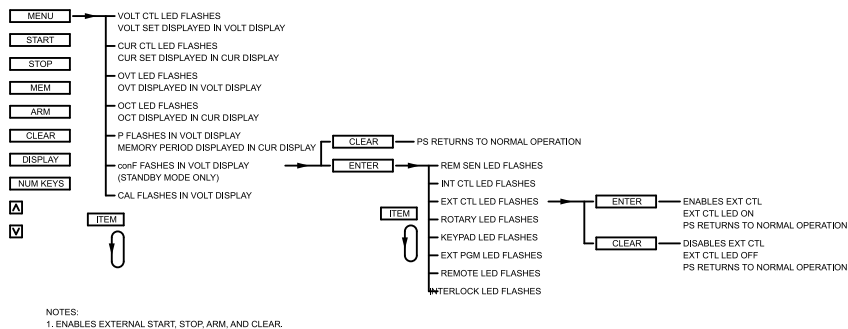 MENU
START
STOP
MEM
ARM
CLEAR
DISPLAY
NUM KEYS
VOLT CTL LED FLASHES
VOLT SET DISPLAYED IN VOLT DISPLAY
CUR CTL LED FLASHES
CUR SET DISPLAYED IN CUR DISPLAY
OVT LED FLASHES
OVT DISPLAYED IN VOLT DISPLAY
OCT LED FLASHES
OCT DISPLAYED IN CUR DISPLAY
P FLASHES IN VOLT DISPLAY
MEMORY PERIOD DISPLAYED IN CUR DISPLAY
conF FASHES IN VOLT DISPLAY
(STANDBY MODE ONLY)
CAL FLASHES IN VOLT DISPLAY
ITEM
CLEAR
PS RETURNS TO NORMAL OPERATION
ENTER
REM SEN LED FLASHES
INT CTL LED FLASHES
EXT CTL LED FLASHES
ROTARY LED FLASHES
KEYPAD LED FLASHES
EXT PGM LED FLASHES
REMOTE LED FLASHES
INTERLOCK LED FLASHES
ITEM
ENTER
ENABLES EXT CTL
EXT CTL LED ON
PS RETURNS TO NORMAL OPERATION
CLEAR
DISABLES EXT CTL
EXT CTL LED OFF
PS RETURNS TO NORMAL OPERATION
NOTES:
1. ENABLES EXTERNAL START, STOP, ARM, AND CLEAR.